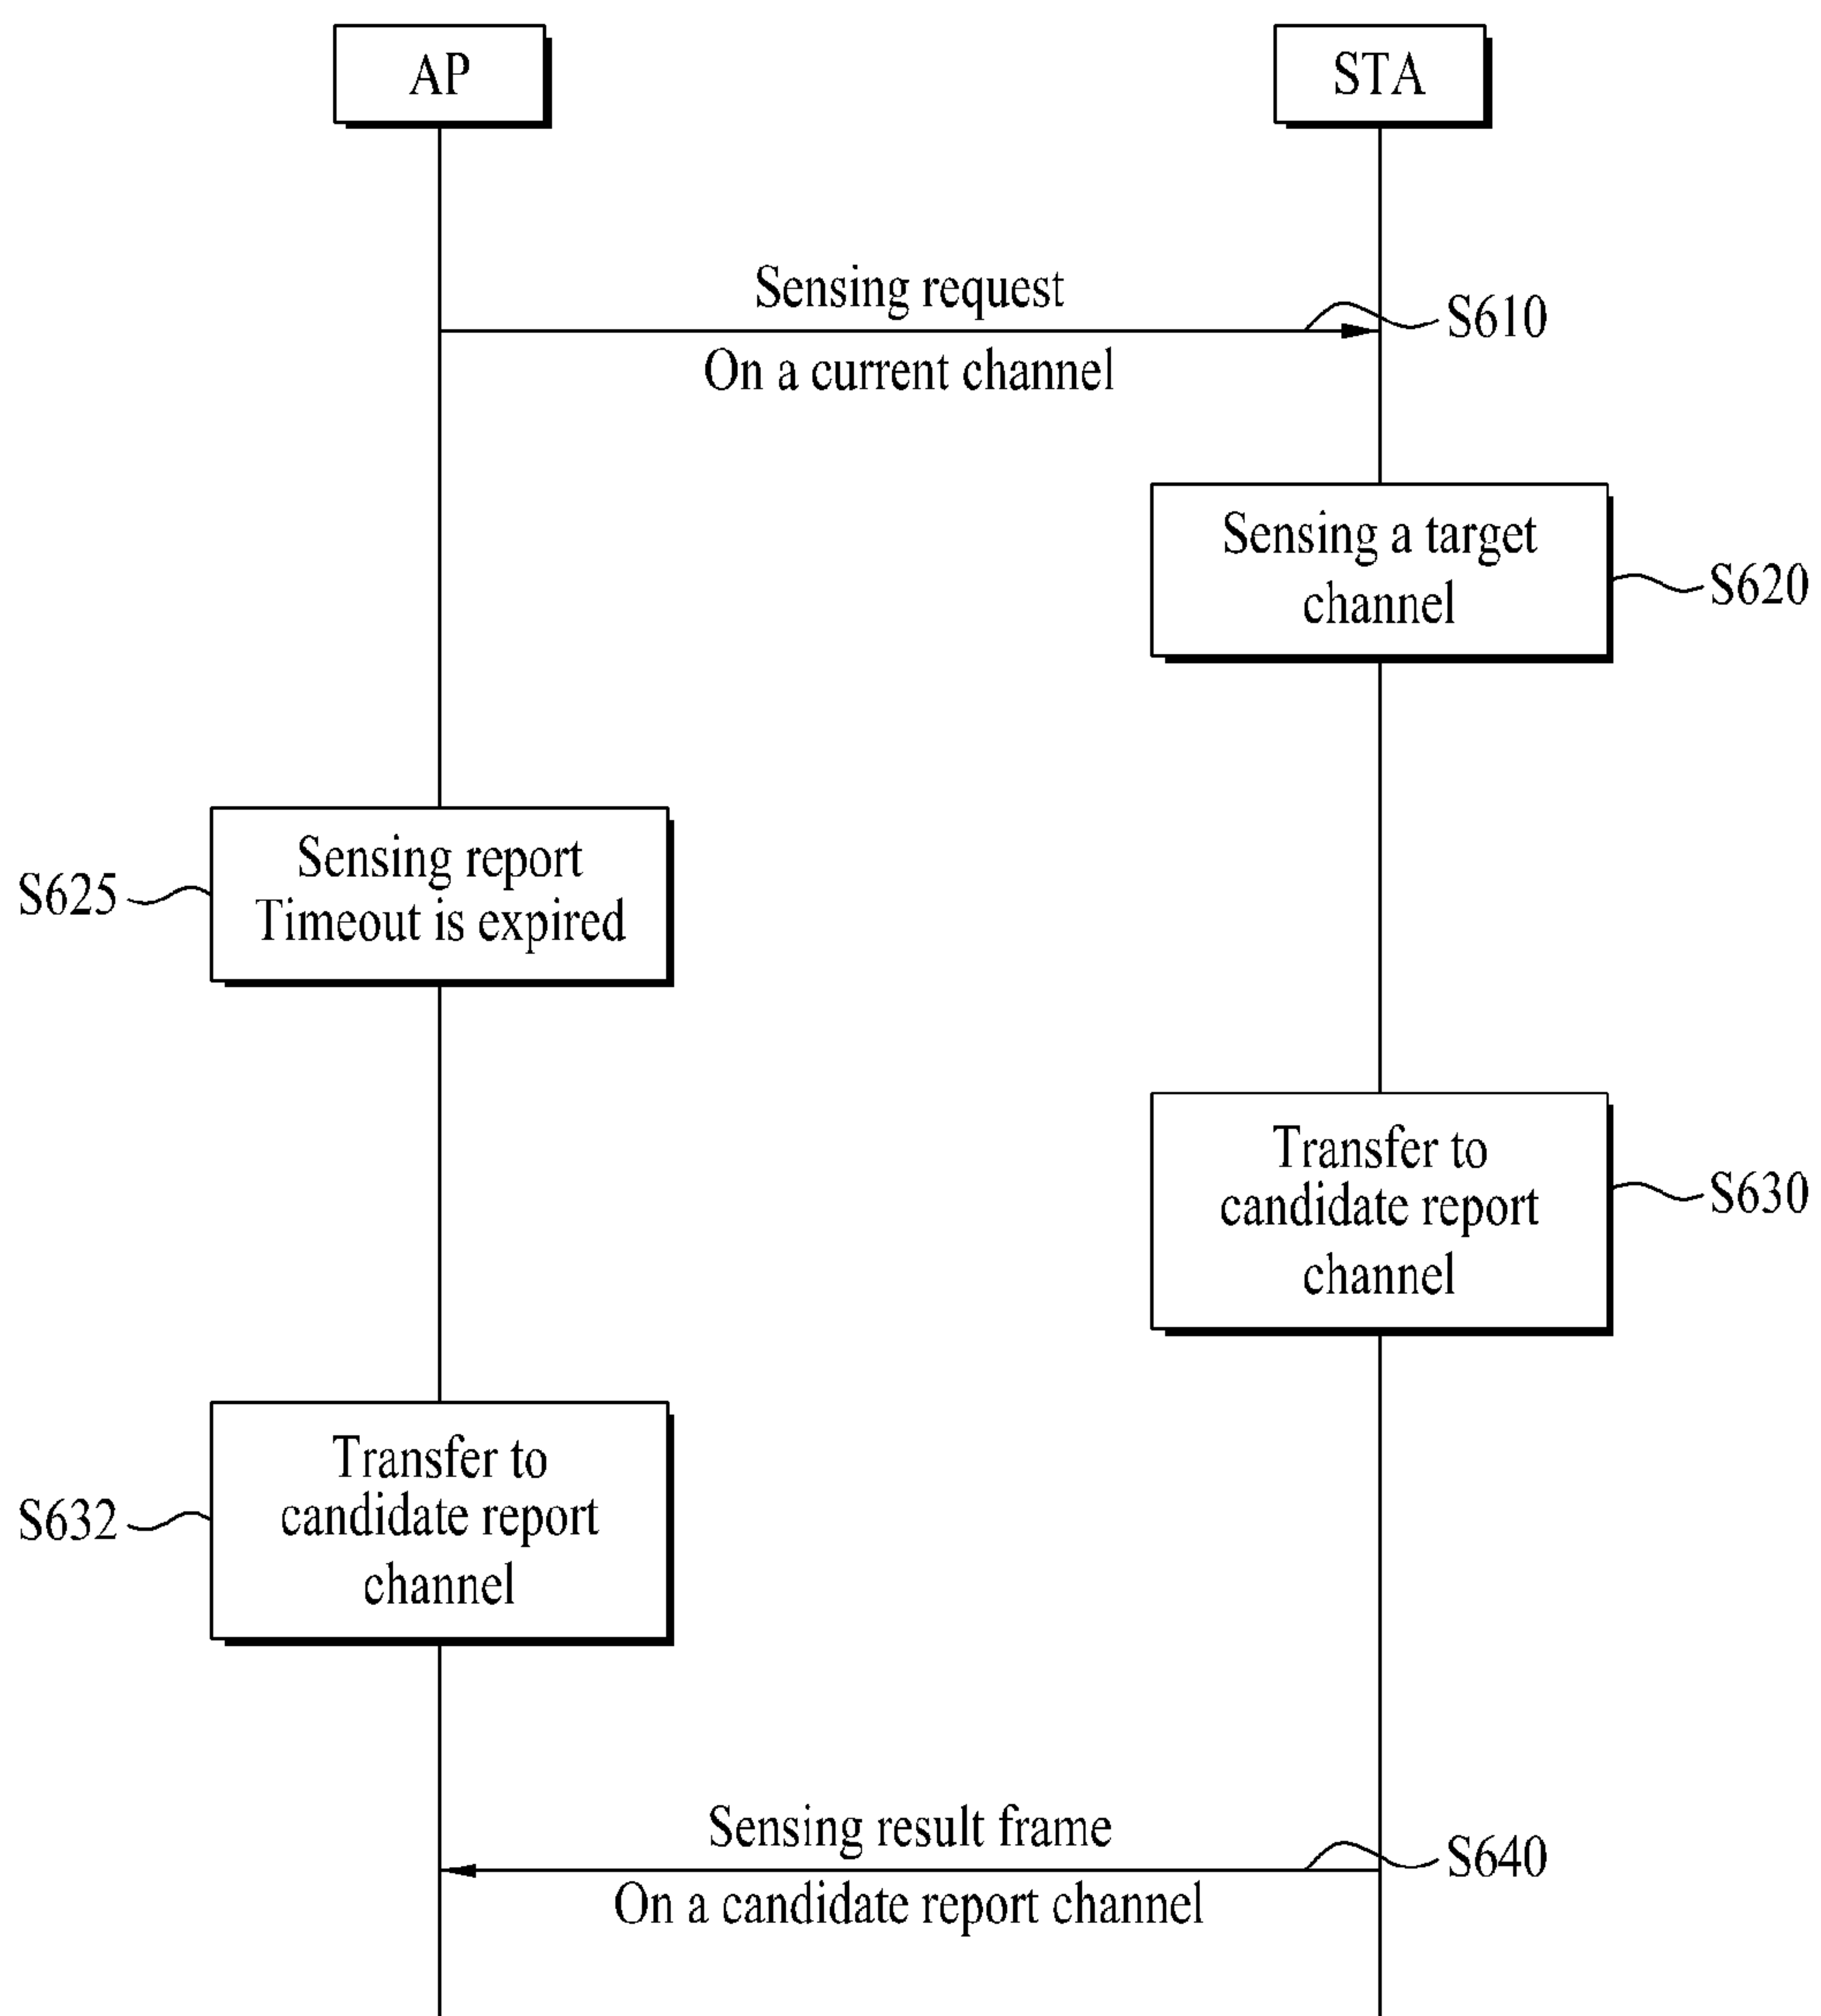 AP
STA
Sensing request
On a current channel
S610
Sensing a target
channel
S620
Sensing report
Timeout is expired
S625
Transfer to
candidate report
channel
S630
Transfer to
candidate report
channel
S632
Sensing result frame
On a candidate report channel
S640